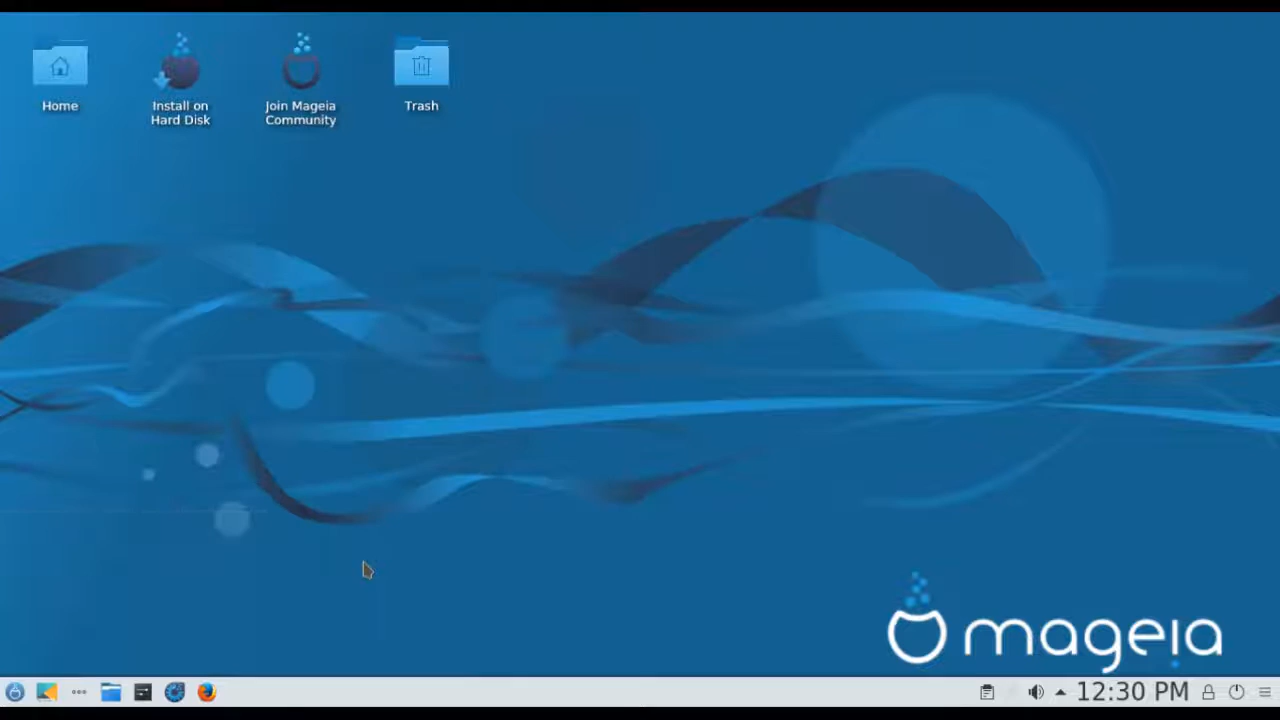 Home
Install on
Hard Disk
Join Mageia
Community
Trash
mageia
12:30 PM